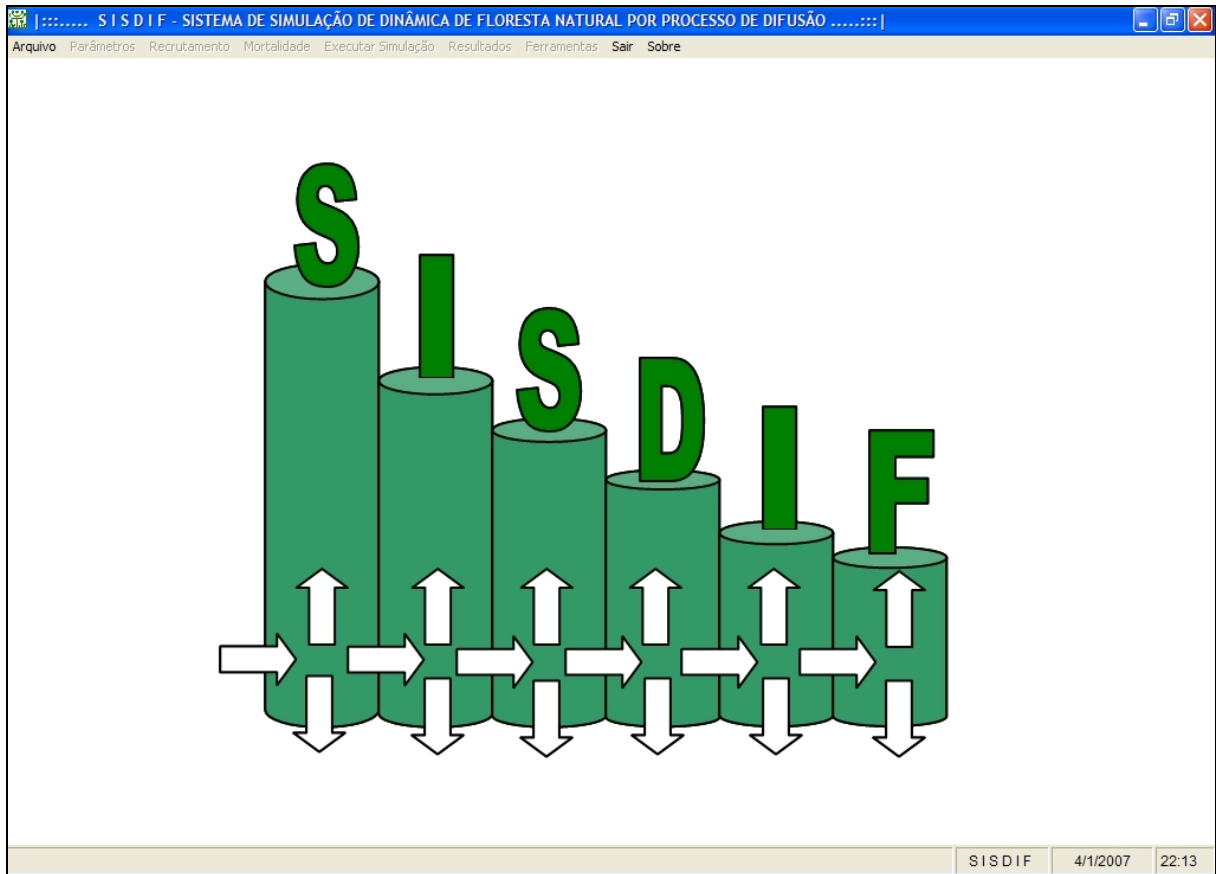 |:::..... S I S D I F - SISTEMA DE SIMULAÇÃO DE DINÂMICA DE FLORESTA NATURAL POR PROCESSO DE DIFUSÃO .....:::|
Arquivo Parâmetros Recrutamento Mortalidade Executar Simulação Resultados Ferramentas Sair Sobre
S I S D I F
S I S D I F 4/1/2007 22:13